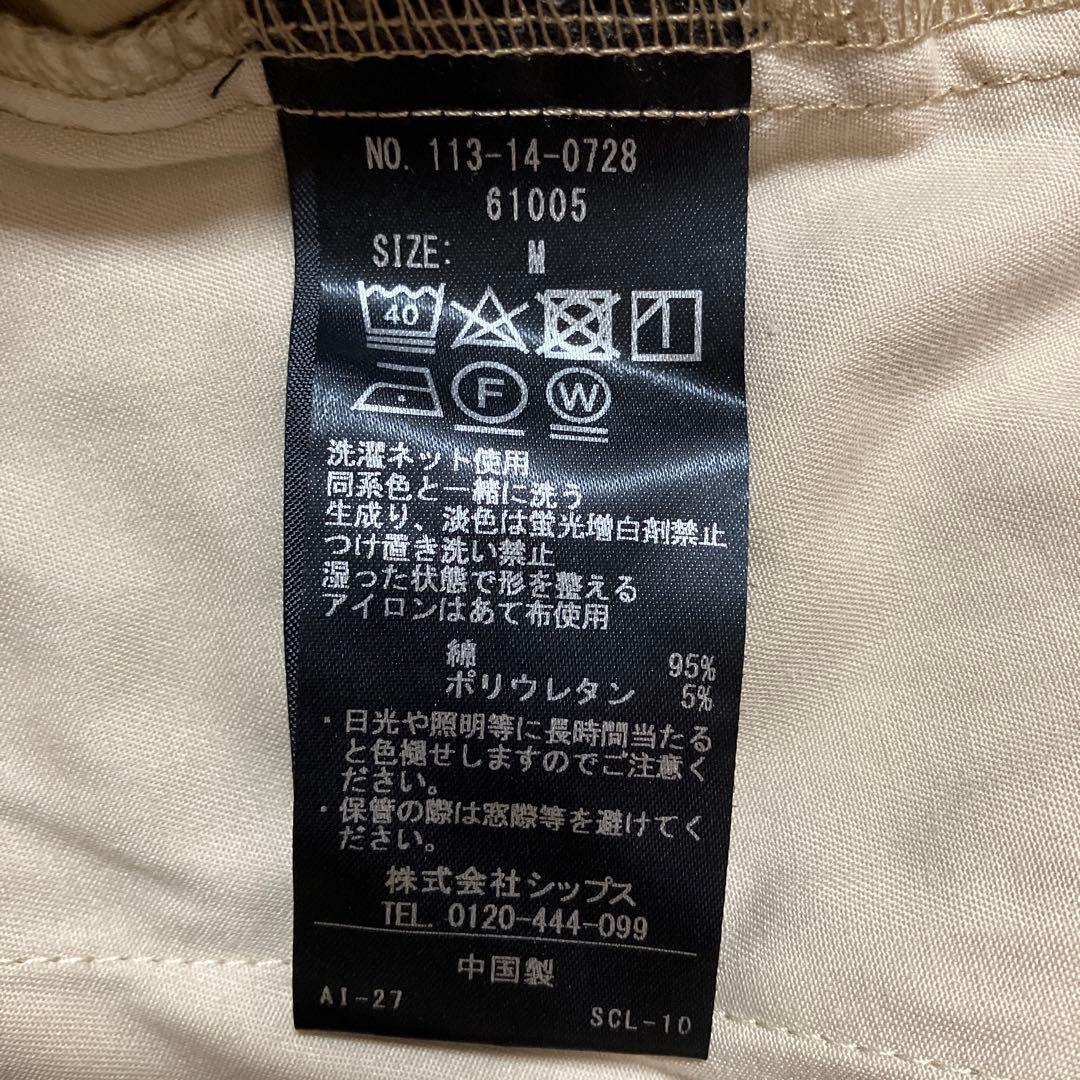 NO. 113-14-0728
61005
SIZE: M
40
F W
洗濯ネット使用
同系色と一緒に洗う
生成り、淡色は蛍光増白剤禁止
つけ置き洗い禁止
湿った状態で形を整える
アイロンはあて布使用
綿 95%
ポリウレタン 5%
・日光や照明等に長時間当たる
と色褪せしますのでご注意く
ださい。
・保管の際は窓際等を避けてく
ださい。
株式会社シップス
TEL. 0120-444-099
中国製
AI-27 SCL-10